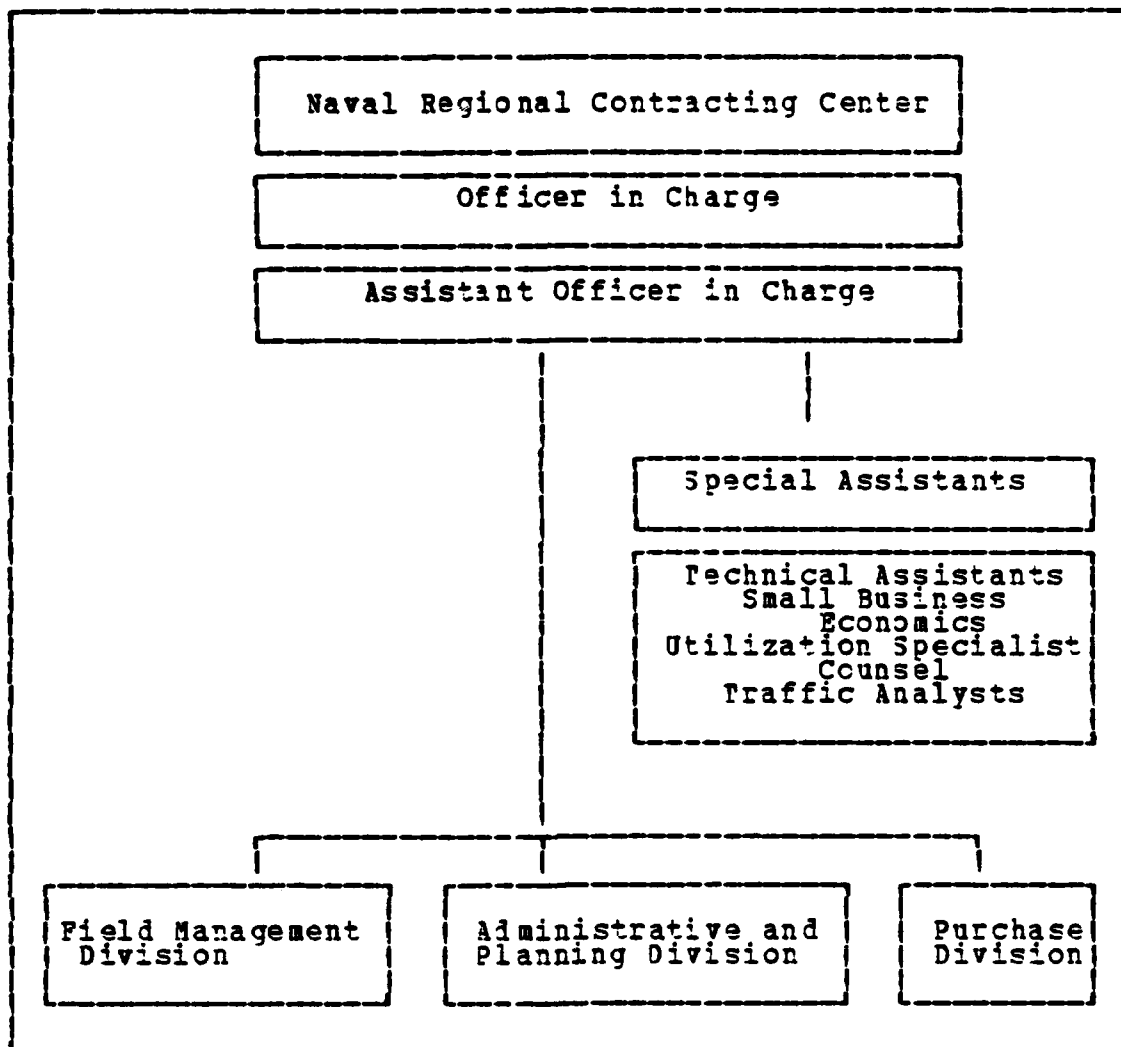 Naval Regional Contracting Center
Officer in Charge
Assistant Officer in Charge
Special Assistants
Technical Assistants
Small Business
Economics
Utilization Specialist
Counsel
Traffic Analysts
Field Management
Division
Administrative and
Planning Division
Purchase
Division